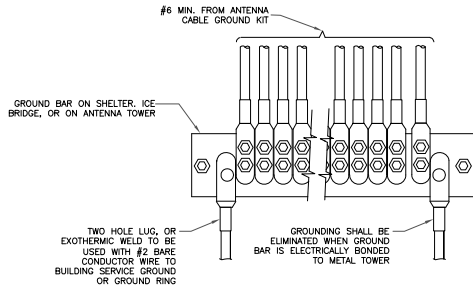 #6 MIN. FROM ANTENNA
CABLE GROUND KIT
GROUND BAR ON SHELTER. ICE
BRIDGE, OR ON ANTENNA TOWER
TWO HOLE LUG, OR
EXOTHERMIC WELD TO BE
USED WITH #2 BARE
CONDUCTOR WIRE TO
BUILDING SERVICE GROUND
OR GROUND RING
GROUNDING SHALL BE
ELIMINATED WHEN GROUND
BAR IS ELECTRICALLY BONDED
TO METAL TOWER